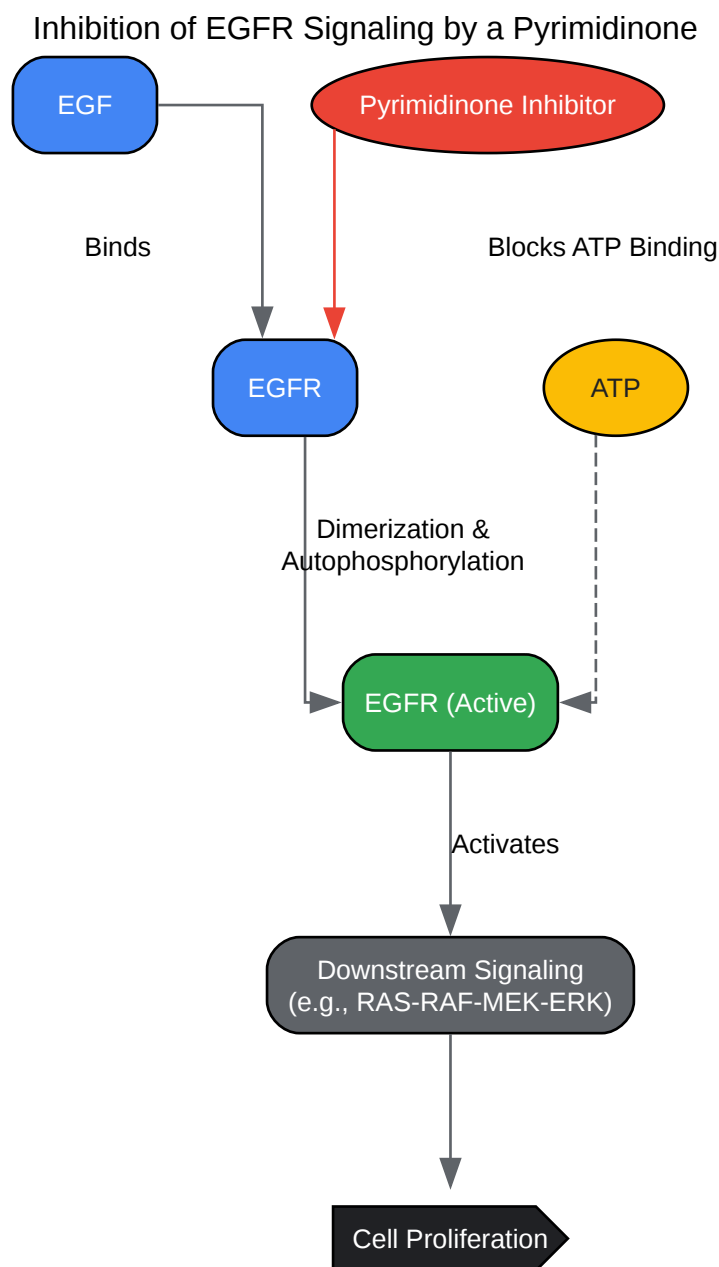 Inhibition of EGFR Signaling by a Pyrimidinone
EGF
Pyrimidinone Inhibitor
Binds
Blocks ATP Binding
EGFR
ATP
Dimerization &
Autophosphorylation
EGFR (Active)
Activates
Downstream Signaling
(e.g., RAS-RAF-MEK-ERK)
Cell Proliferation